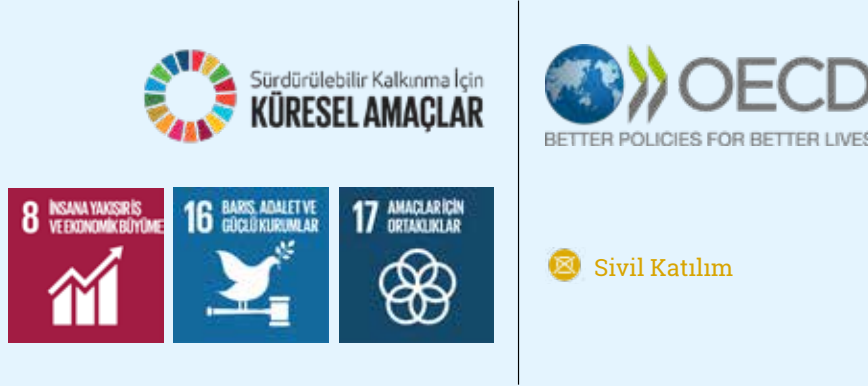 Sürdürülebilir Kalkınma İçin
KÜRESEL AMAÇLAR
8 İNSANA YAKIŞIR İŞ
VE EKONOMİK BÜYÜME
16 BARIŞ, ADALET VE
GÜÇLÜ KURUMLAR
17 AMAÇLAR İÇİN
ORTAKLIKLAR
OECD
BETTER POLICIES FOR BETTER LIVES
Sivil Katılım